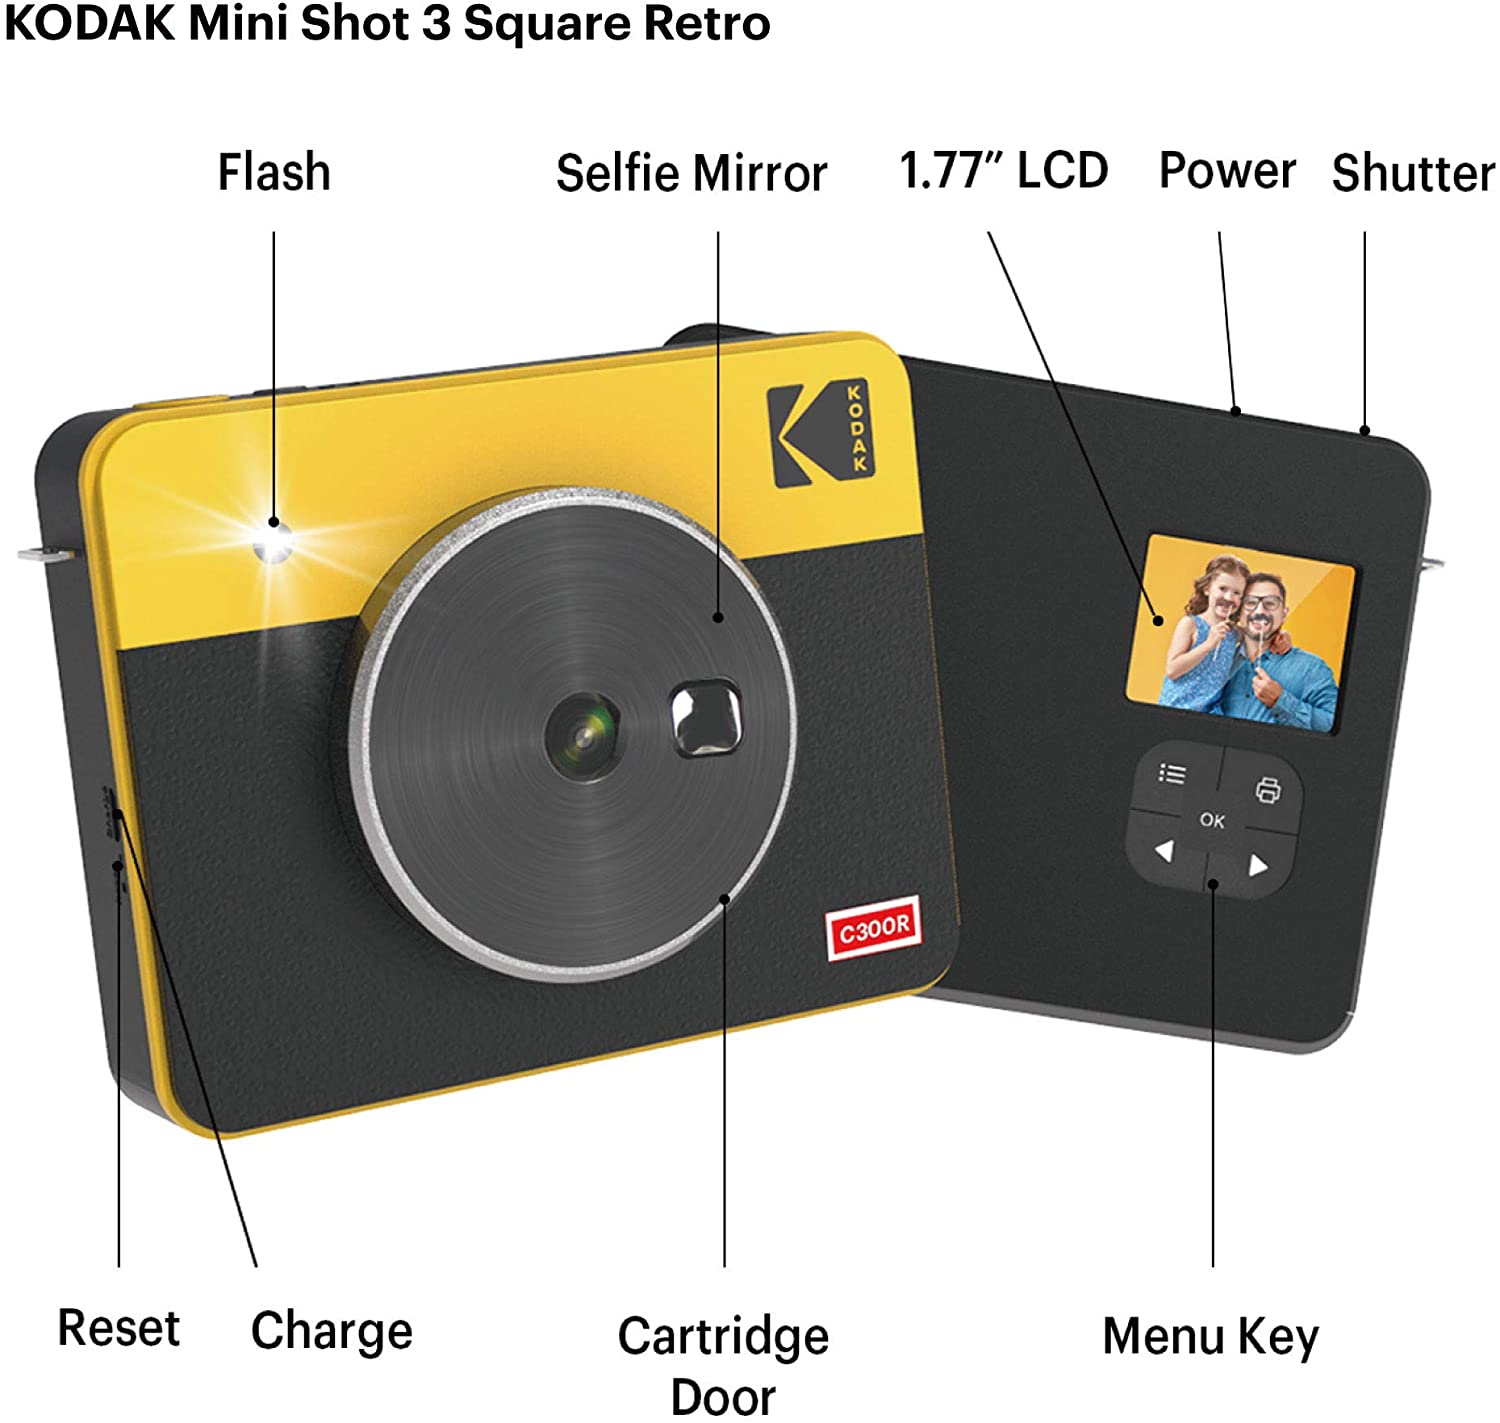 KODAK Mini Shot 3 Square Retro
Flash
Selfie Mirror
1.77” LCD
Power
Shutter
KODAK
OK
C300R
Reset
Charge
Cartridge
Door
Menu Key